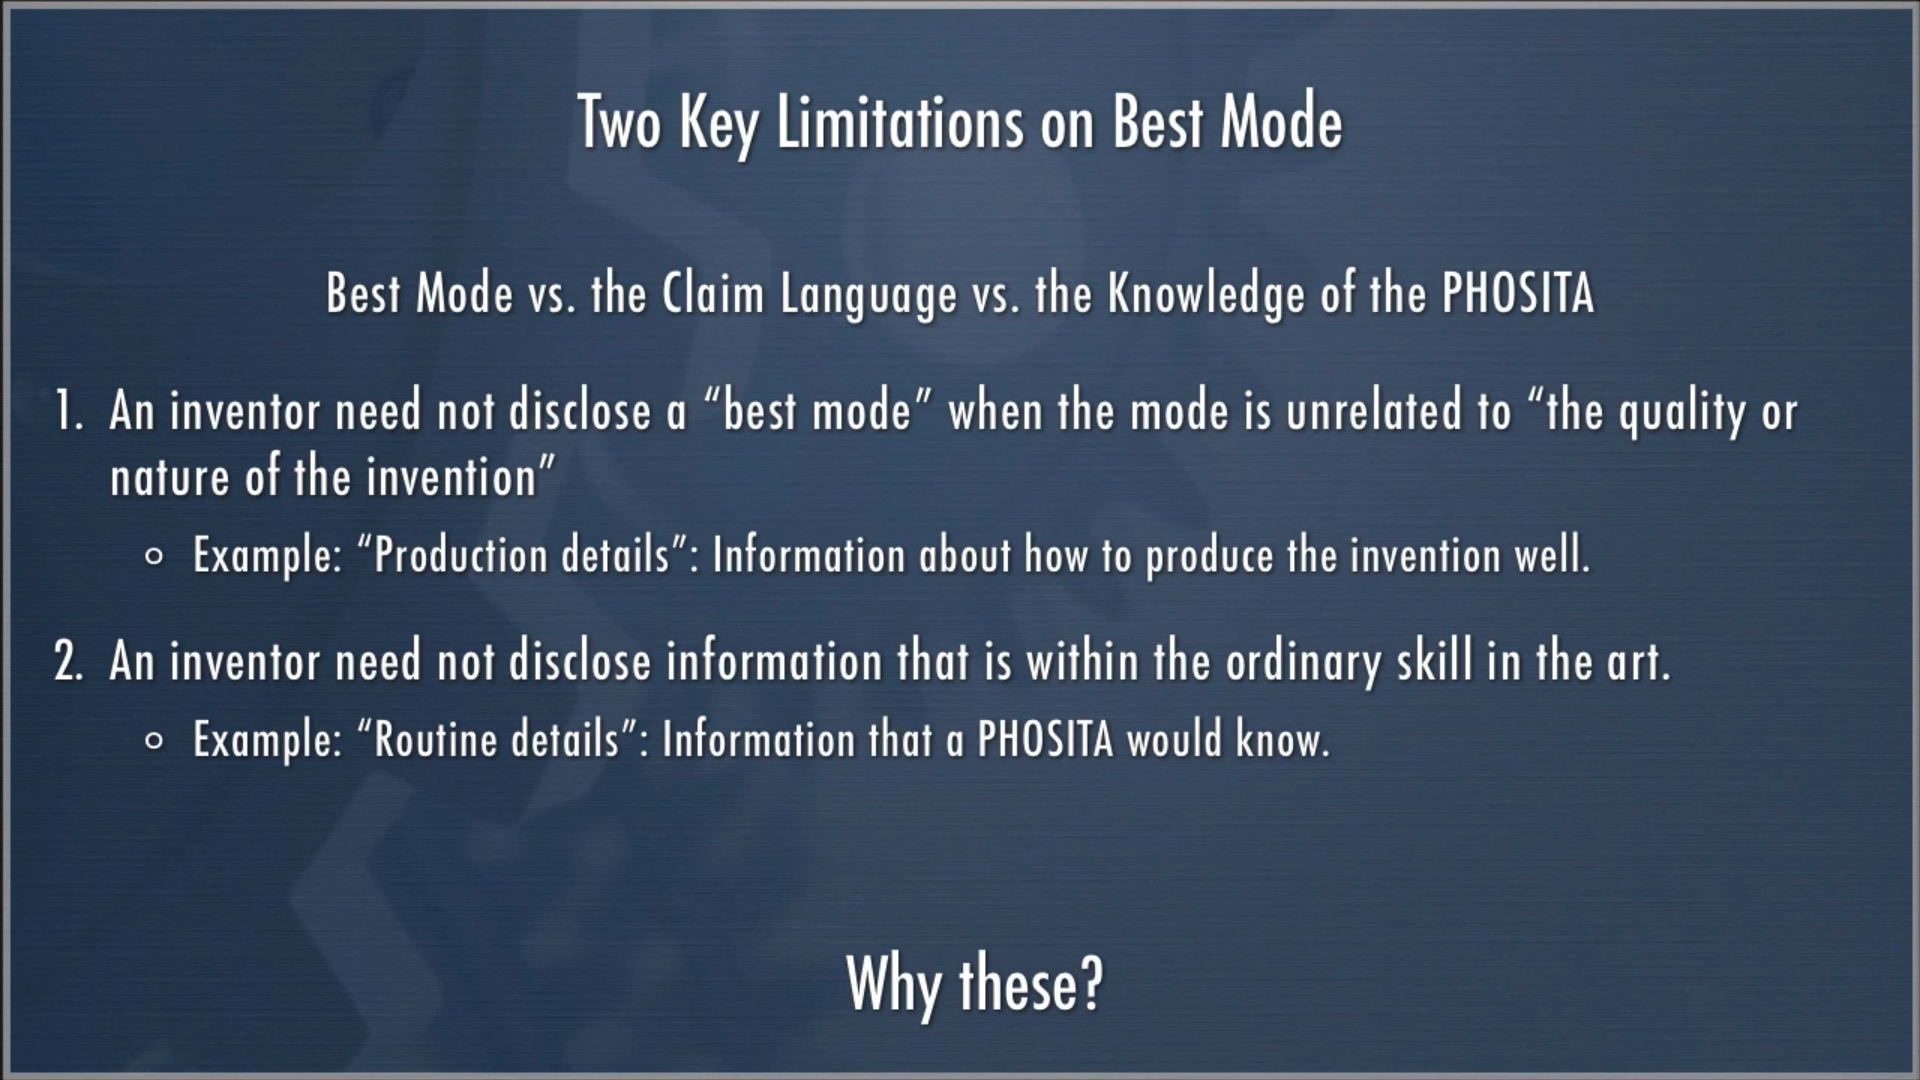 Two Key Limitations on Best Mode
Best Mode vs. the Claim Language vs. the Knowledge of the PHOSITA
1. An inventor need not disclose a “best mode” when the mode is unrelated to “the quality or
nature of the invention”
○ Example: “Production details”: Information about how to produce the invention well.
2. An inventor need not disclose information that is within the ordinary skill in the art.
○ Example: “Routine details”: Information that a PHOSITA would know.
Why these?